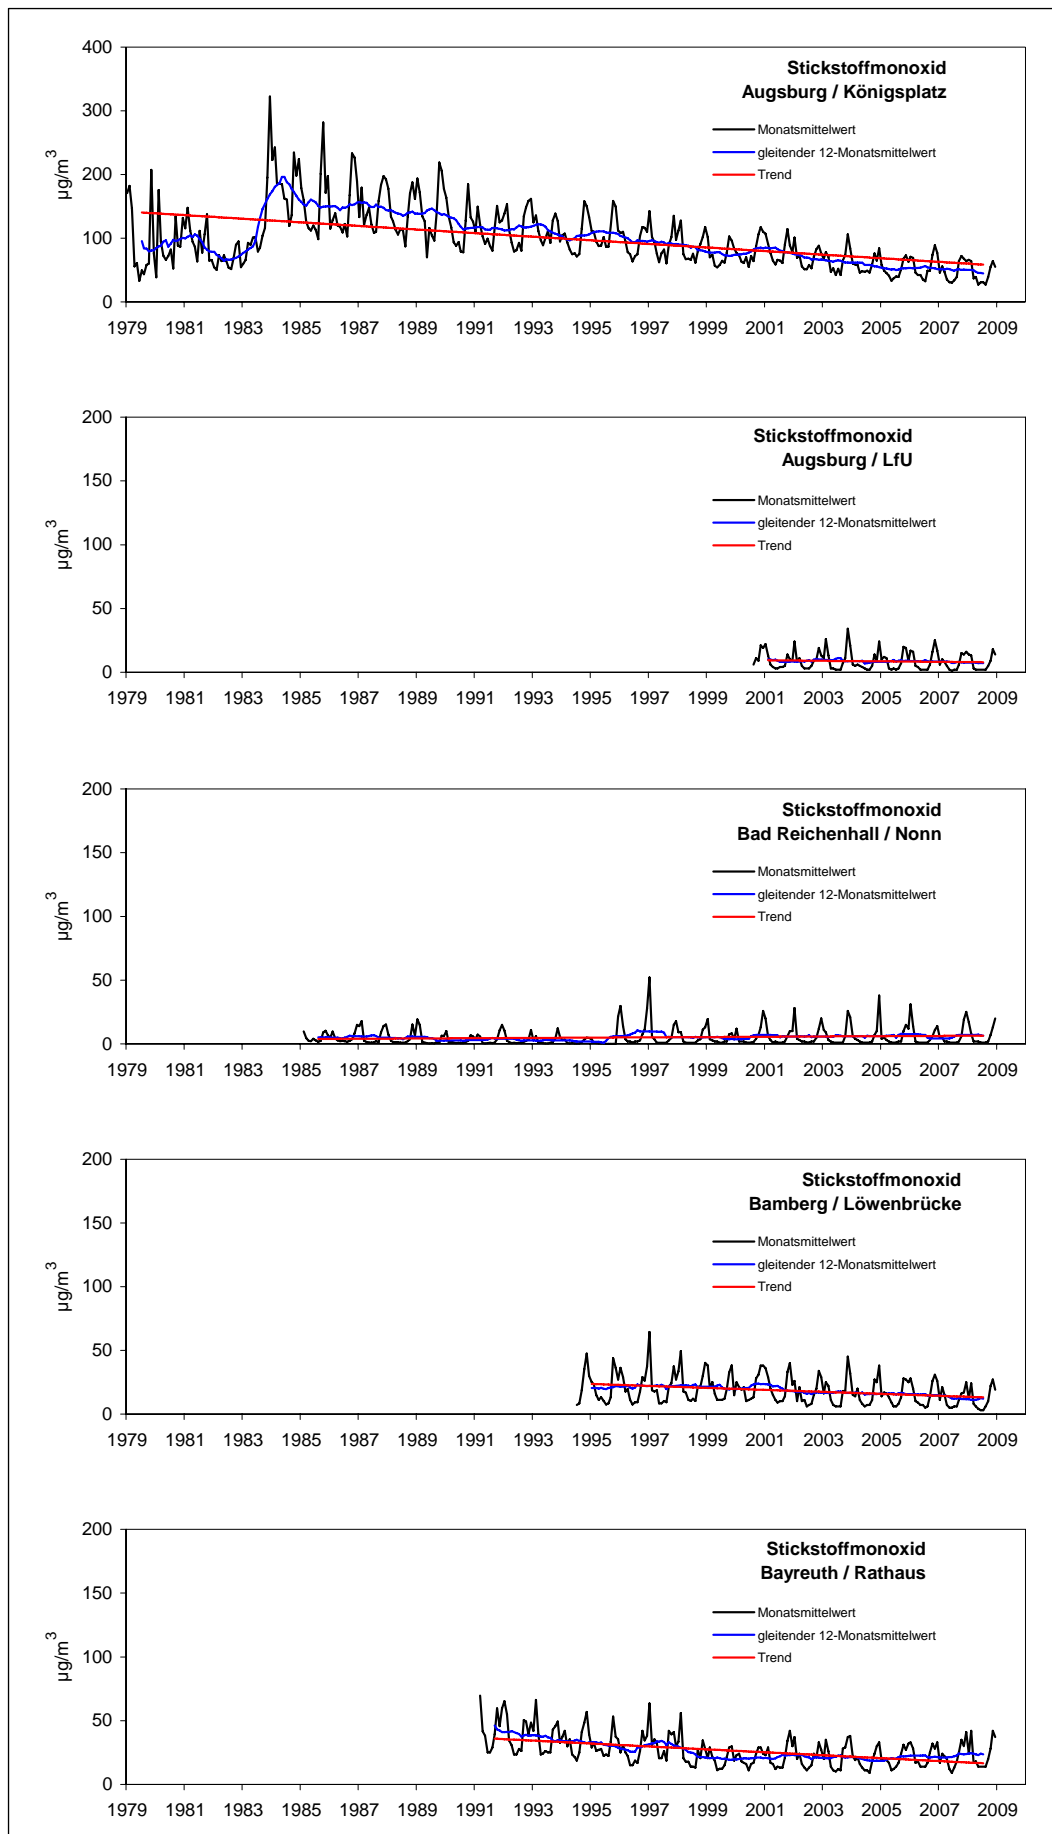 Stickstoffmonoxid
Augsburg / Königsplatz
Monatsmittelwert
gleitender 12-Monatsmittelwert
Trend
µg/m³
400
300
200
100
0
1979 1981 1983 1985 1987 1989 1991 1993 1995 1997 1999 2001 2003 2005 2007 2009
Stickstoffmonoxid
Augsburg / LfU
Monatsmittelwert
gleitender 12-Monatsmittelwert
Trend
µg/m³
200
150
100
50
0
1979 1981 1983 1985 1987 1989 1991 1993 1995 1997 1999 2001 2003 2005 2007 2009
Stickstoffmonoxid
Bad Reichenhall / Nonn
Monatsmittelwert
gleitender 12-Monatsmittelwert
Trend
µg/m³
200
150
100
50
0
1979 1981 1983 1985 1987 1989 1991 1993 1995 1997 1999 2001 2003 2005 2007 2009
Stickstoffmonoxid
Bamberg / Löwenbrücke
Monatsmittelwert
gleitender 12-Monatsmittelwert
Trend
µg/m³
200
150
100
50
0
1979 1981 1983 1985 1987 1989 1991 1993 1995 1997 1999 2001 2003 2005 2007 2009
Stickstoffmonoxid
Bayreuth / Rathaus
Monatsmittelwert
gleitender 12-Monatsmittelwert
Trend
µg/m³
200
150
100
50
0
1979 1981 1983 1985 1987 1989 1991 1993 1995 1997 1999 2001 2003 2005 2007 2009